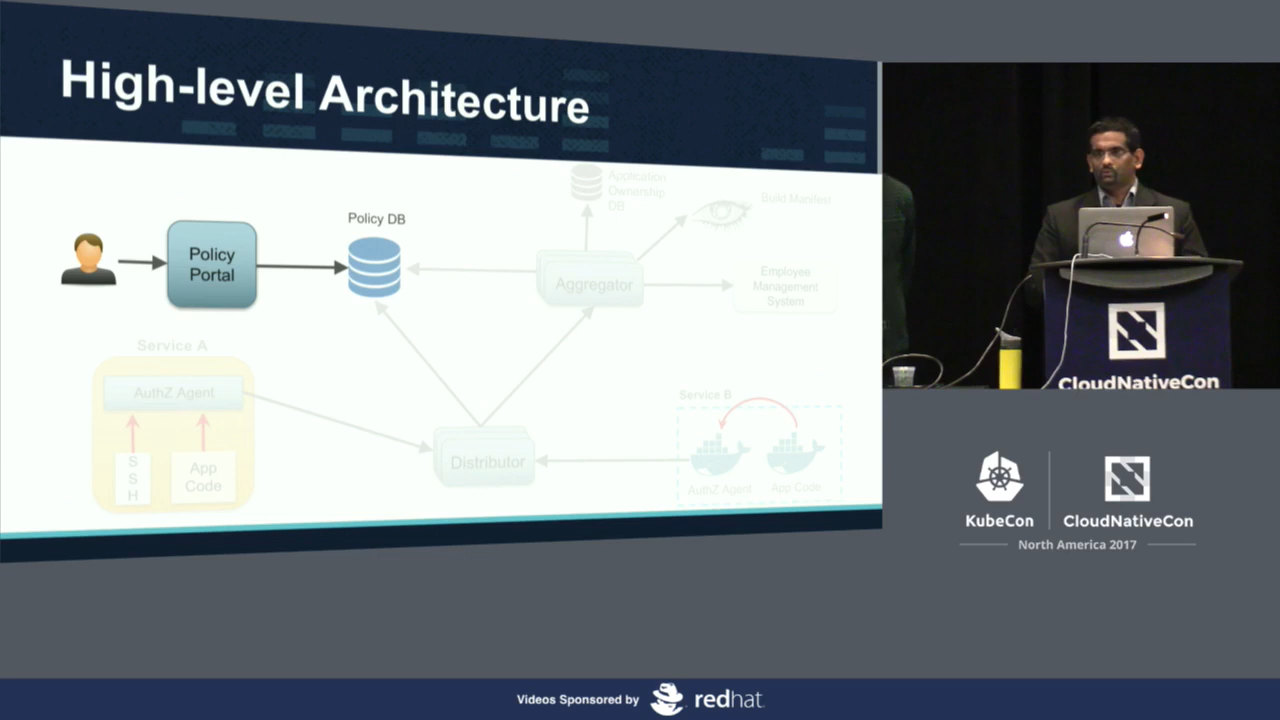 High-level Architecture
Application
Ownership
DB
Build Manifest
Policy DB
Policy
Portal
Aggregator
Employee
Management
System
Service A
AuthZ Agent
S
S
H
App
Code
Distributor
Service B
AuthZ Agent
App Code
CloudNativeCon
KubeCon
CloudNativeCon
North America 2017
Videos Sponsored by
redhat.